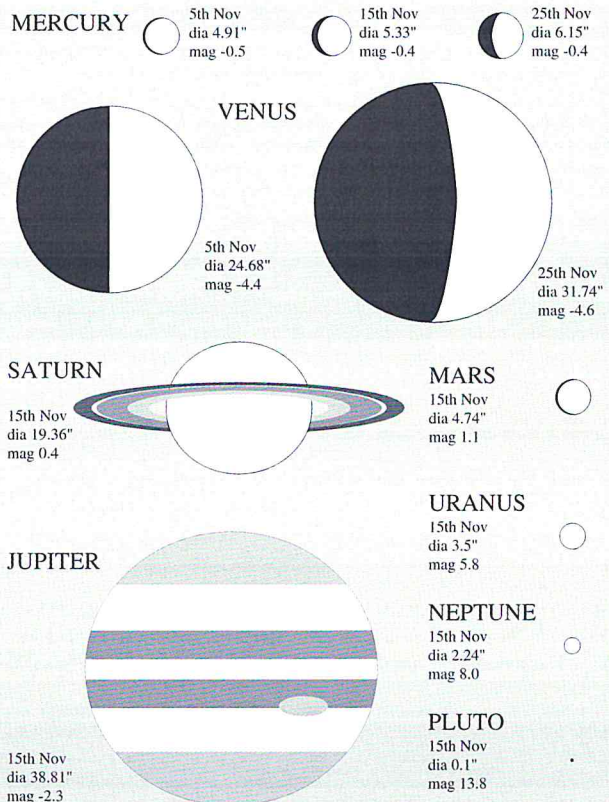 MERCURY
5th Nov
dia 4.91"
mag -0.5
15th Nov
dia 5.33"
mag -0.4
25th Nov
dia 6.15"
mag -0.4
VENUS
5th Nov
dia 24.68"
mag -4.4
25th Nov
dia 31.74"
mag -4.6
SATURN
15th Nov
dia 19.36"
mag 0.4
MARS
15th Nov
dia 4.74"
mag 1.1
URANUS
15th Nov
dia 3.5"
mag 5.8
JUPITER
15th Nov
dia 38.81"
mag -2.3
NEPTUNE
15th Nov
dia 2.24"
mag 8.0
PLUTO
15th Nov
dia 0.1"
mag 13.8